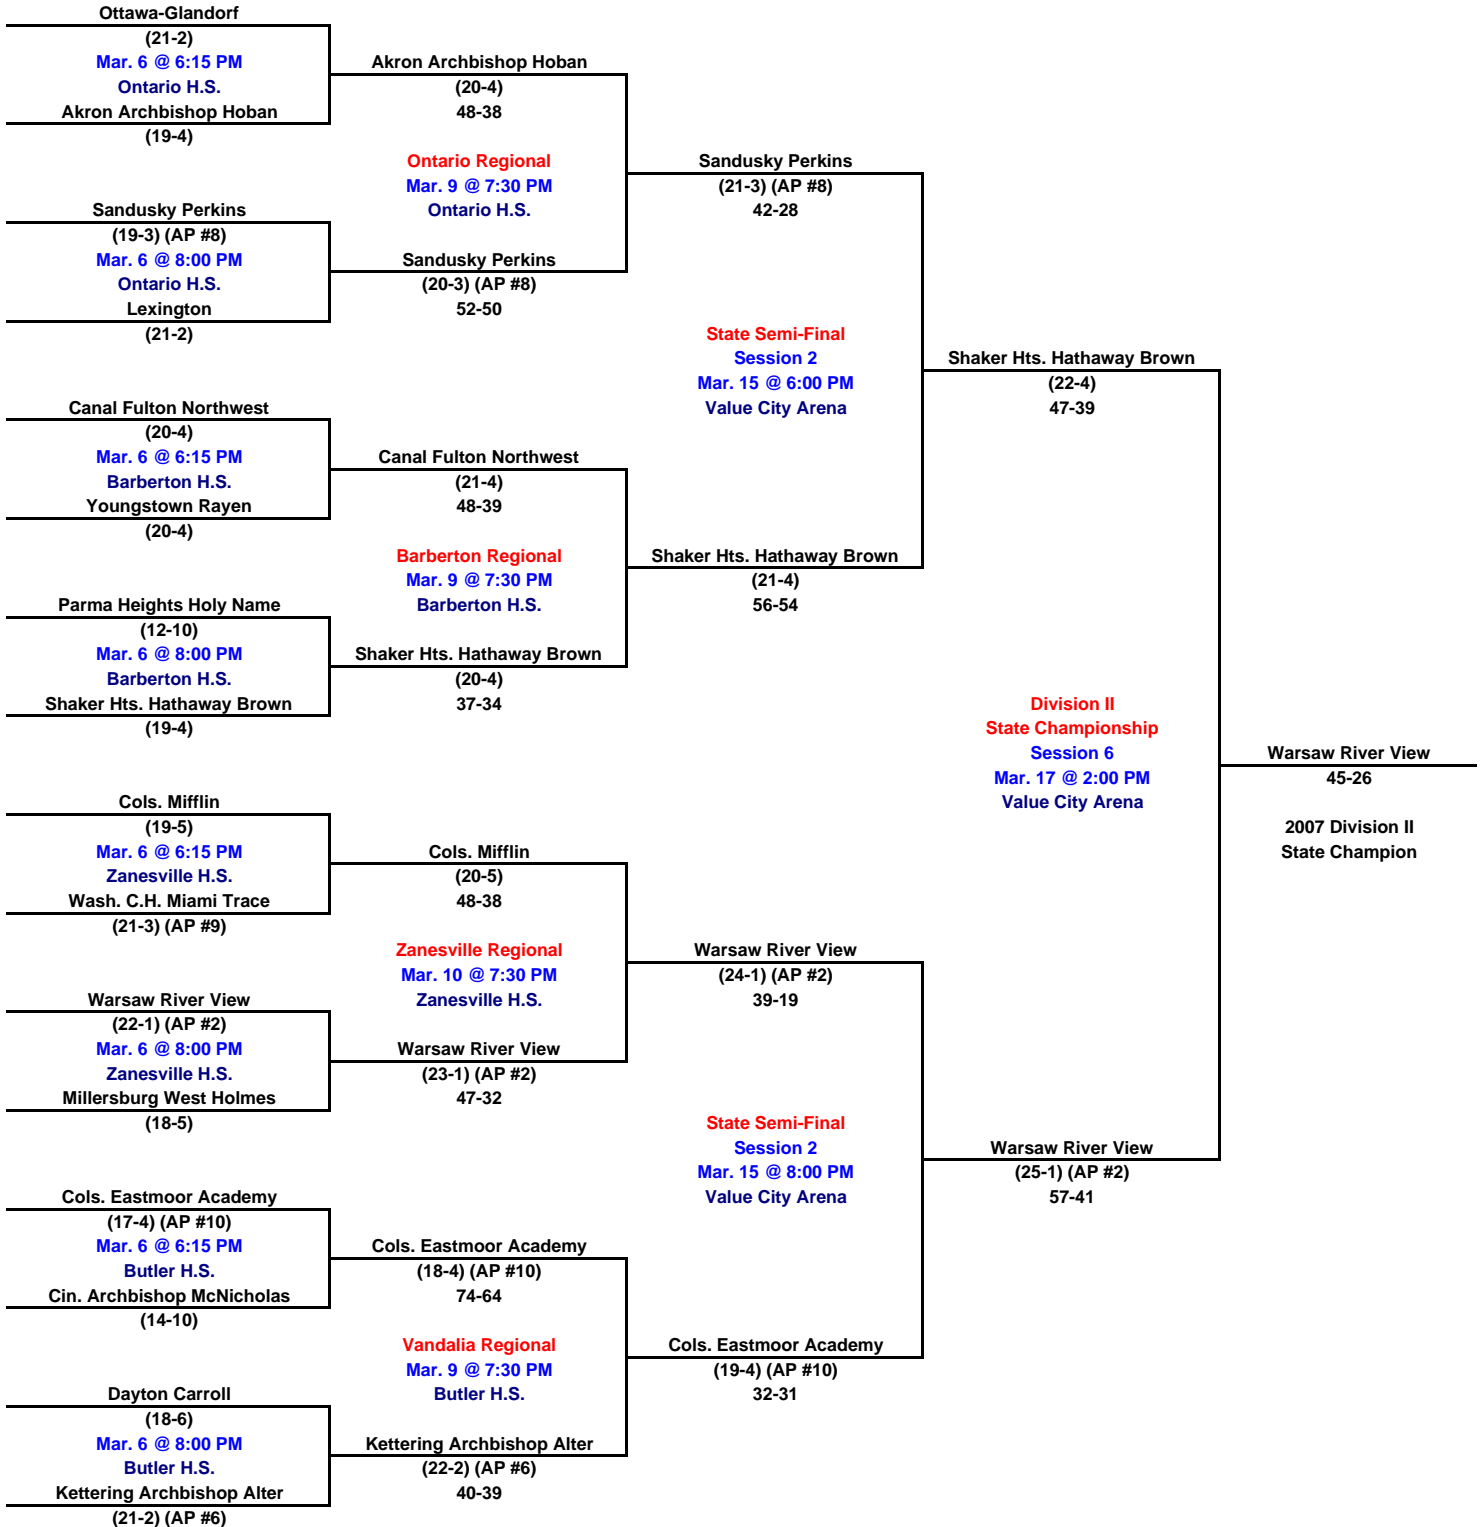 Ottawa-Glandorf
(21-2)
Mar. 6 @ 6:15 PM
Ontario H.S.
Akron Archbishop Hoban
(19-4)
Sandusky Perkins
(19-3) (AP #8)
Mar. 6 @ 8:00 PM
Ontario H.S.
Lexington
(21-2)
Canal Fulton Northwest
(20-4)
Mar. 6 @ 6:15 PM
Barberton H.S.
Youngstown Rayen
(20-4)
Parma Heights Holy Name
(12-10)
Mar. 6 @ 8:00 PM
Barberton H.S.
Shaker Hts. Hathaway Brown
(19-4)
Cols. Mifflin
(19-5)
Mar. 6 @ 6:15 PM
Zanesville H.S.
Wash. C.H. Miami Trace
(21-3) (AP #9)
Warsaw River View
(22-1) (AP #2)
Mar. 6 @ 8:00 PM
Zanesville H.S.
Millersburg West Holmes
(18-5)
Cols. Eastmoor Academy
(17-4) (AP #10)
Mar. 6 @ 6:15 PM
Butler H.S.
Cin. Archbishop McNicholas
(14-10)
Dayton Carroll
(18-6)
Mar. 6 @ 8:00 PM
Butler H.S.
Kettering Archbishop Alter
(21-2) (AP #6)
Akron Archbishop Hoban
(20-4)
48-38
Ontario Regional
Mar. 9 @ 7:30 PM
Ontario H.S.
Sandusky Perkins
(20-3) (AP #8)
52-50
Canal Fulton Northwest
(21-4)
48-39
Barberton Regional
Mar. 9 @ 7:30 PM
Barberton H.S.
Shaker Hts. Hathaway Brown
(20-4)
37-34
Cols. Mifflin
(20-5)
48-38
Zanesville Regional
Mar. 10 @ 7:30 PM
Zanesville H.S.
Warsaw River View
(23-1) (AP #2)
47-32
Cols. Eastmoor Academy
(18-4) (AP #10)
74-64
Vandalia Regional
Mar. 9 @ 7:30 PM
Butler H.S.
Kettering Archbishop Alter
(22-2) (AP #6)
40-39
Sandusky Perkins
(21-3) (AP #8)
42-28
State Semi-Final
Session 2
Mar. 15 @ 6:00 PM
Value City Arena
Shaker Hts. Hathaway Brown
(21-4)
56-54
Warsaw River View
(24-1) (AP #2)
39-19
State Semi-Final
Session 2
Mar. 15 @ 8:00 PM
Value City Arena
Cols. Eastmoor Academy
(19-4) (AP #10)
32-31
Shaker Hts. Hathaway Brown
(22-4)
47-39
Division II
State Championship
Session 6
Mar. 17 @ 2:00 PM
Value City Arena
Warsaw River View
(25-1) (AP #2)
57-41
Warsaw River View
45-26
2007 Division II
State Champion